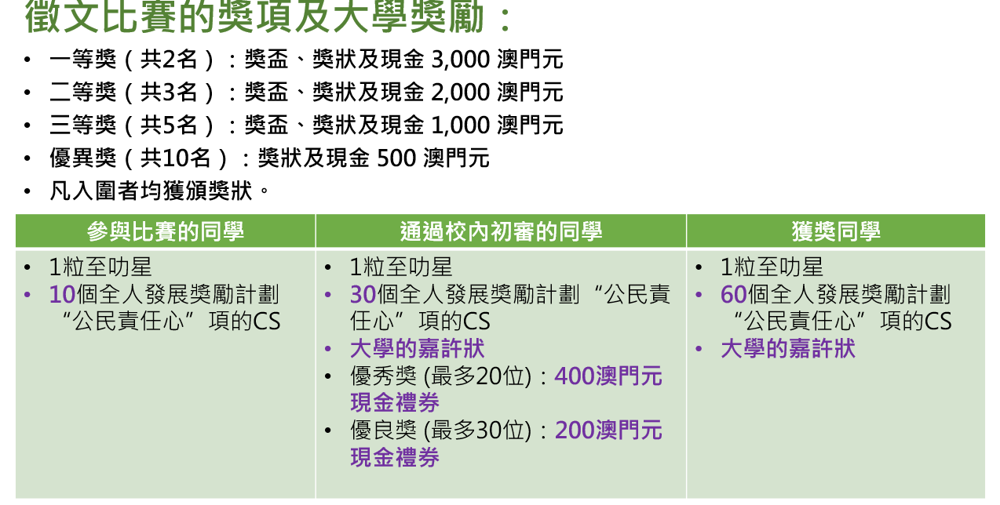 徵文比賽的獎項及大學獎勵：
• 一等獎（共2名）：獎盃、獎狀及現金 3,000 澳門元
• 二等獎（共3名）：獎盃、獎狀及現金 2,000 澳門元
• 三等獎（共5名）：獎盃、獎狀及現金 1,000 澳門元
• 優異獎（共10名）：獎狀及現金 500 澳門元
• 凡入圍者均獲頒獎狀。
參與比賽的同學
• 1粒至叻星
• 10個全人發展獎勵計劃
“公民責任心”項的CS
通過校內初審的同學
• 1粒至叻星
• 30個全人發展獎勵計劃“公民責
任心”項的CS
• 大學的嘉許狀
• 優秀獎 (最多20位)：400澳門元
現金禮券
• 優良獎 (最多30位)：200澳門元
現金禮券
獲獎同學
• 1粒至叻星
• 60個全人發展獎勵計劃
“公民責任心”項的CS
• 大學的嘉許狀